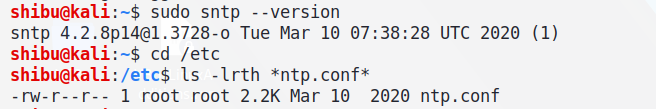 shibu@kali:~$ sudo sntp --version
sntp 4.2.8p14@1.3728-o Tue Mar 10 07:38:28 UTC 2020 (1)
shibu@kali:~$ cd /etc
shibu@kali:/etc$ ls -lrth *ntp.conf*
-rw-r--r-- 1 root root 2.2K Mar 10  2020 ntp.conf